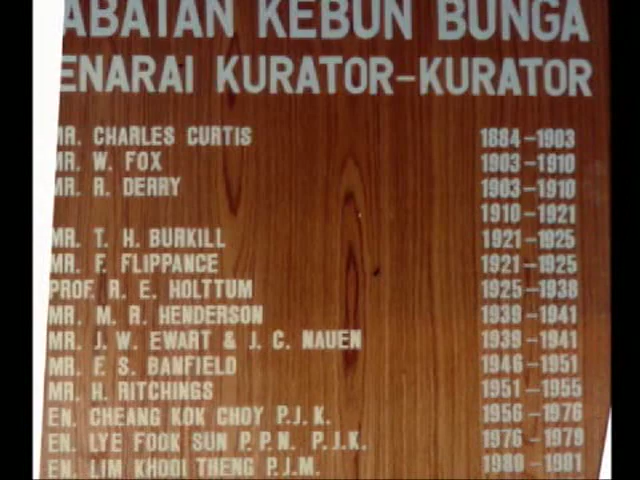 ABATAN KEBUN BUNGA
ENARAI KURATOR-KURATOR
MR. CHARLES CURTIS 1884-1903
MR. W. FOX 1903-1910
MR. R. DERRY 1903-1910
1910-1921
MR. T. H. BURKILL 1921-1925
MR. F. FLIPPANCE 1921-1925
PROF. R. E. HOLTTUM 1925-1938
MR. M. R. HENDERSON 1939-1941
MR. J. W. EWART & J. C. NAUEN 1939-1941
MR. F. S. BANFIELD 1946-1951
MR. H. RITCHINGS 1951-1955
EN. CHEANG KOK CHOY P.J.K. 1956-1976
EN. LYE FOOK SUN P.P.N. P.J.K. 1976-1979
EN. LIM KHOOI THENG P.J.M. 1980-1981